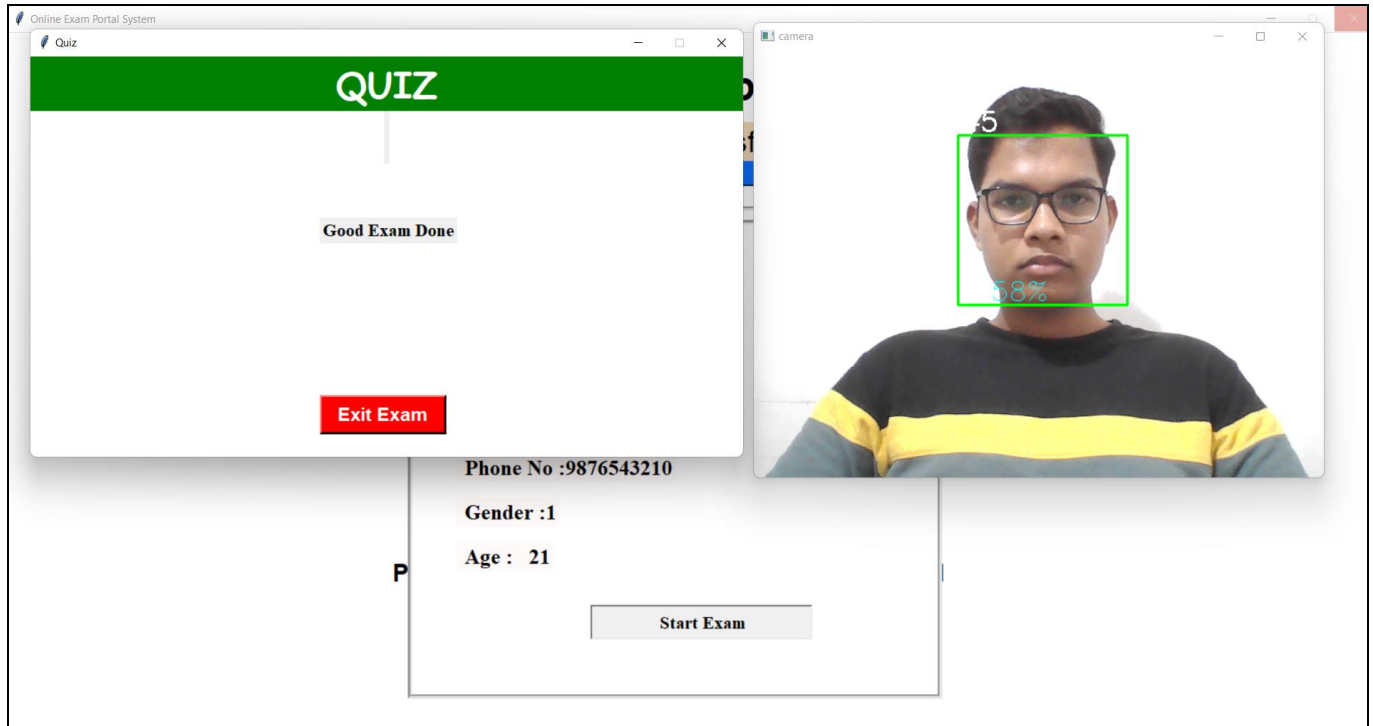 Online Exam Portal System
Quiz
QUIZ
Good Exam Done
Exit Exam
camera
45
58%
Phone No :9876543210
Gender :1
Age : 21
P
Start Exam